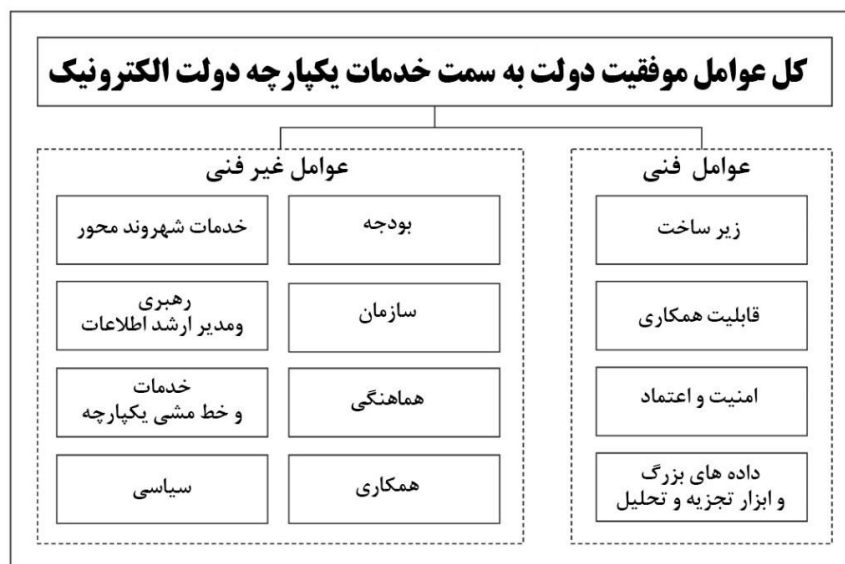 کل عوامل موفقیت دولت به سمت خدمات یکپارچه دولت الکترونیک
عوامل فنی
زیر ساخت
قابلیت همکاری
امنیت و اعتماد
داده های بزرگ
و ابزار تجزیه و تحلیل
عوامل غیر فنی
بودجه
سازمان
هماهنگی
همکاری
خدمات شهروند محور
رهبری
ومدیر ارشد اطلاعات
خدمات
و خط مشی یکپارچه
سیاسی